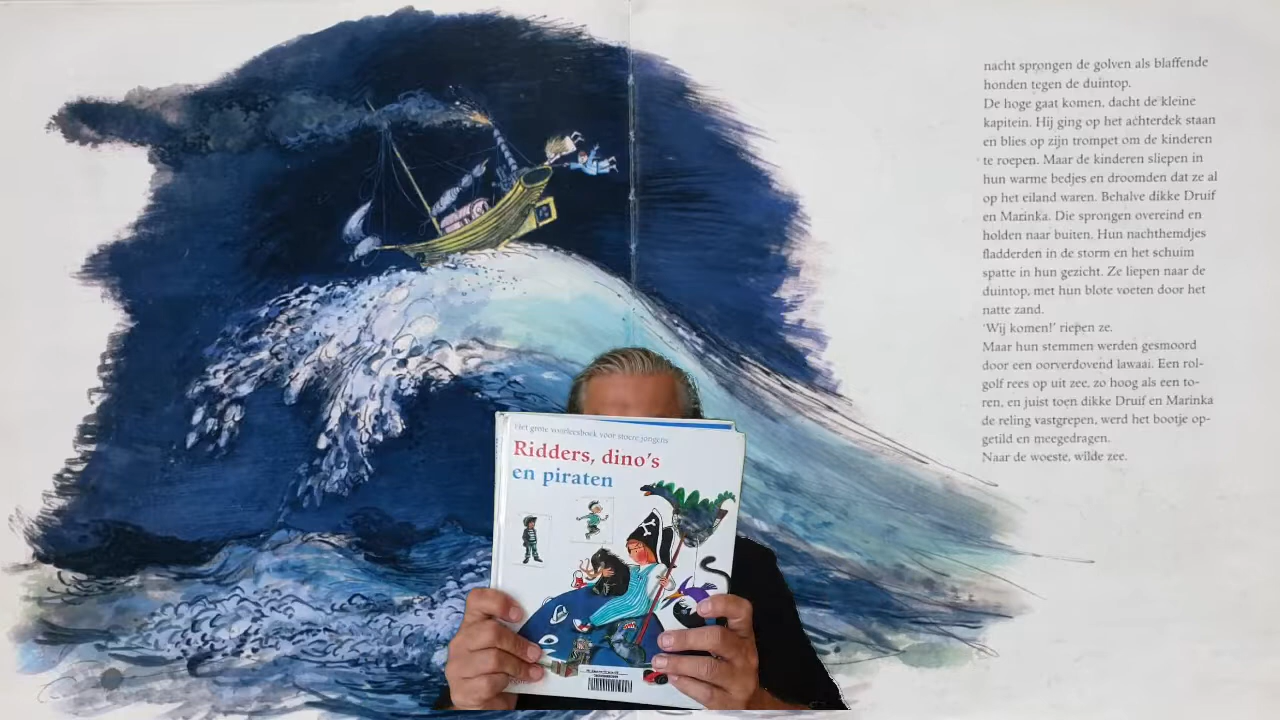 nacht sprongen de golven als blaffende
honden tegen de duintop.
De hoge gaat komen, dacht de kleine
kapitein. Hij ging op het achterdek staan
en blies op zijn trompet om de kinderen
te roepen. Maar de kinderen sliepen in
hun warme bedjes en droomden dat ze al
op het eiland waren. Behalve dikke Druif
en Marinka. Die sprongen overeind en
holden naar buiten. Hun nachthemdjes
fladderden in de storm en het schuim
spatte in hun gezicht. Ze liepen naar de
duintop, met hun blote voeten door het
natte zand.
‘Wij komen!’ riepen ze.
Maar hun stemmen werden gesmoord
door een oorverdovend lawaai. Een rol-
golf rees op uit zee, zo hoog als een to-
ren, en juist toen dikke Druif en Marinka
de reling vastgrepen, werd het bootje op-
getild en meegedragen.
Naar de woeste, wilde zee.
Het grote voorleesboek voor stoere jongens
Ridders, dino's
en piraten